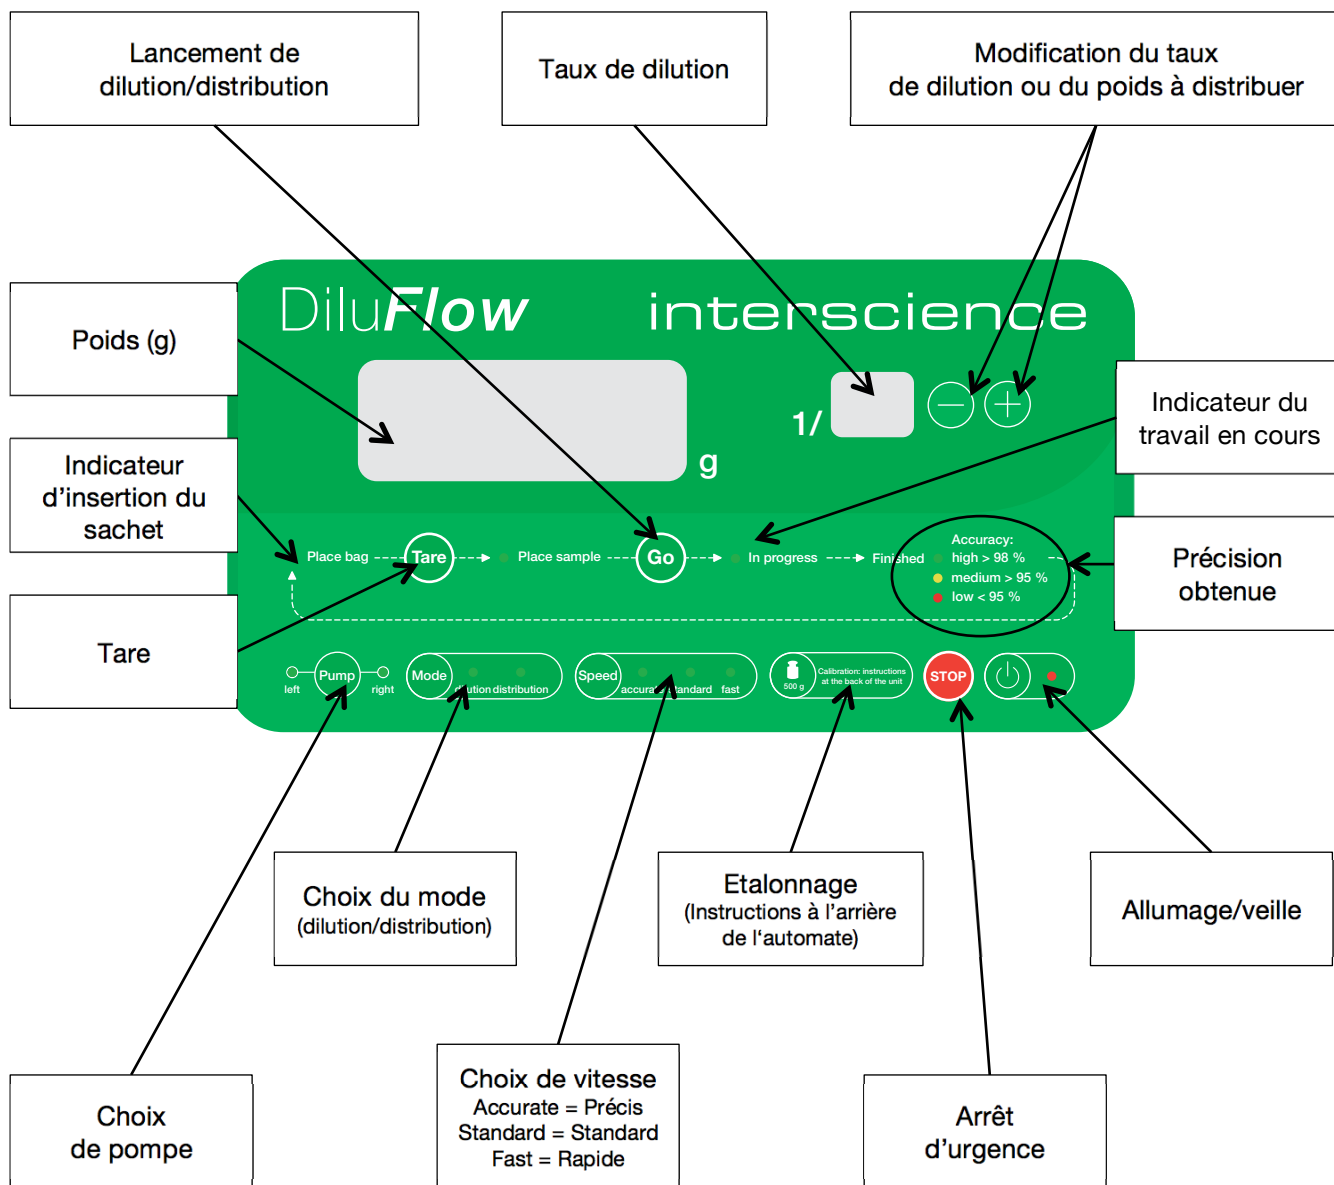 Lancement de
dilution/distribution
Taux de dilution
Modification du taux
de dilution ou du poids à distribuer
Poids (g)
DiluFlow
interscience
1/
g
Indicateur du
travail en cours
Indicateur
d'insertion du
sachet
Place bag
Tare
Place sample
Go
In progress
Finished
Accuracy:
high > 98 %
medium > 95 %
low < 95 %
Précision
obtenue
Tare
left
Pump
right
Mode
dilution distribution
Speed
accurate standard fast
500 g
Calibration: instructions
at the back of the unit
STOP
Choix du mode
(dilution/distribution)
Etalonnage
(Instructions à l'arrière
de l'automate)
Allumage/veille
Choix
de pompe
Choix de vitesse
Accurate = Précis
Standard = Standard
Fast = Rapide
Arrêt
d'urgence